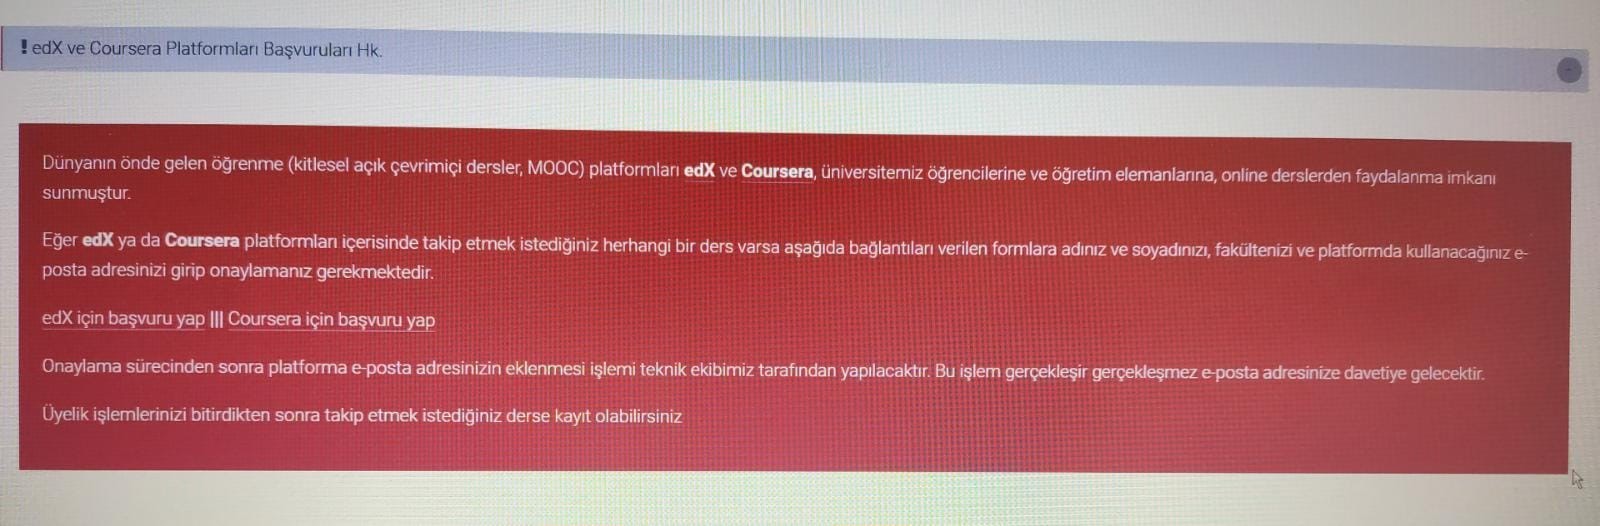 ! edX ve Coursera Platformları Başvuruları Hk.
Dünyanın önde gelen öğrenme (kitlesel açık çevrimiçi dersler, MOOC) platformları edX ve Coursera, üniversitemiz öğrencilerine ve öğretim elemanlarına, online derslerden faydalanma imkanı
sunmuştur.
Eğer edX ya da Coursera platformları içerisinde takip etmek istediğiniz herhangi bir ders varsa aşağıda bağlantıları verilen formlara adınız ve soyadınızı, fakültenizi ve platformda kullanacağınız e-
posta adresinizi girip onaylamanız gerekmektedir.
edX için başvuru yap ||| Coursera için başvuru yap
Onaylama sürecinden sonra platforma e-posta adresinizin eklenmesi işlemi teknik ekibimiz tarafından yapılacaktır. Bu işlem gerçekleşir gerçekleşmez e-posta adresinize davetiye gelecektir.
Üyelik işlemlerinizi bitirdikten sonra takip etmek istediğiniz derse kayıt olabilirsiniz